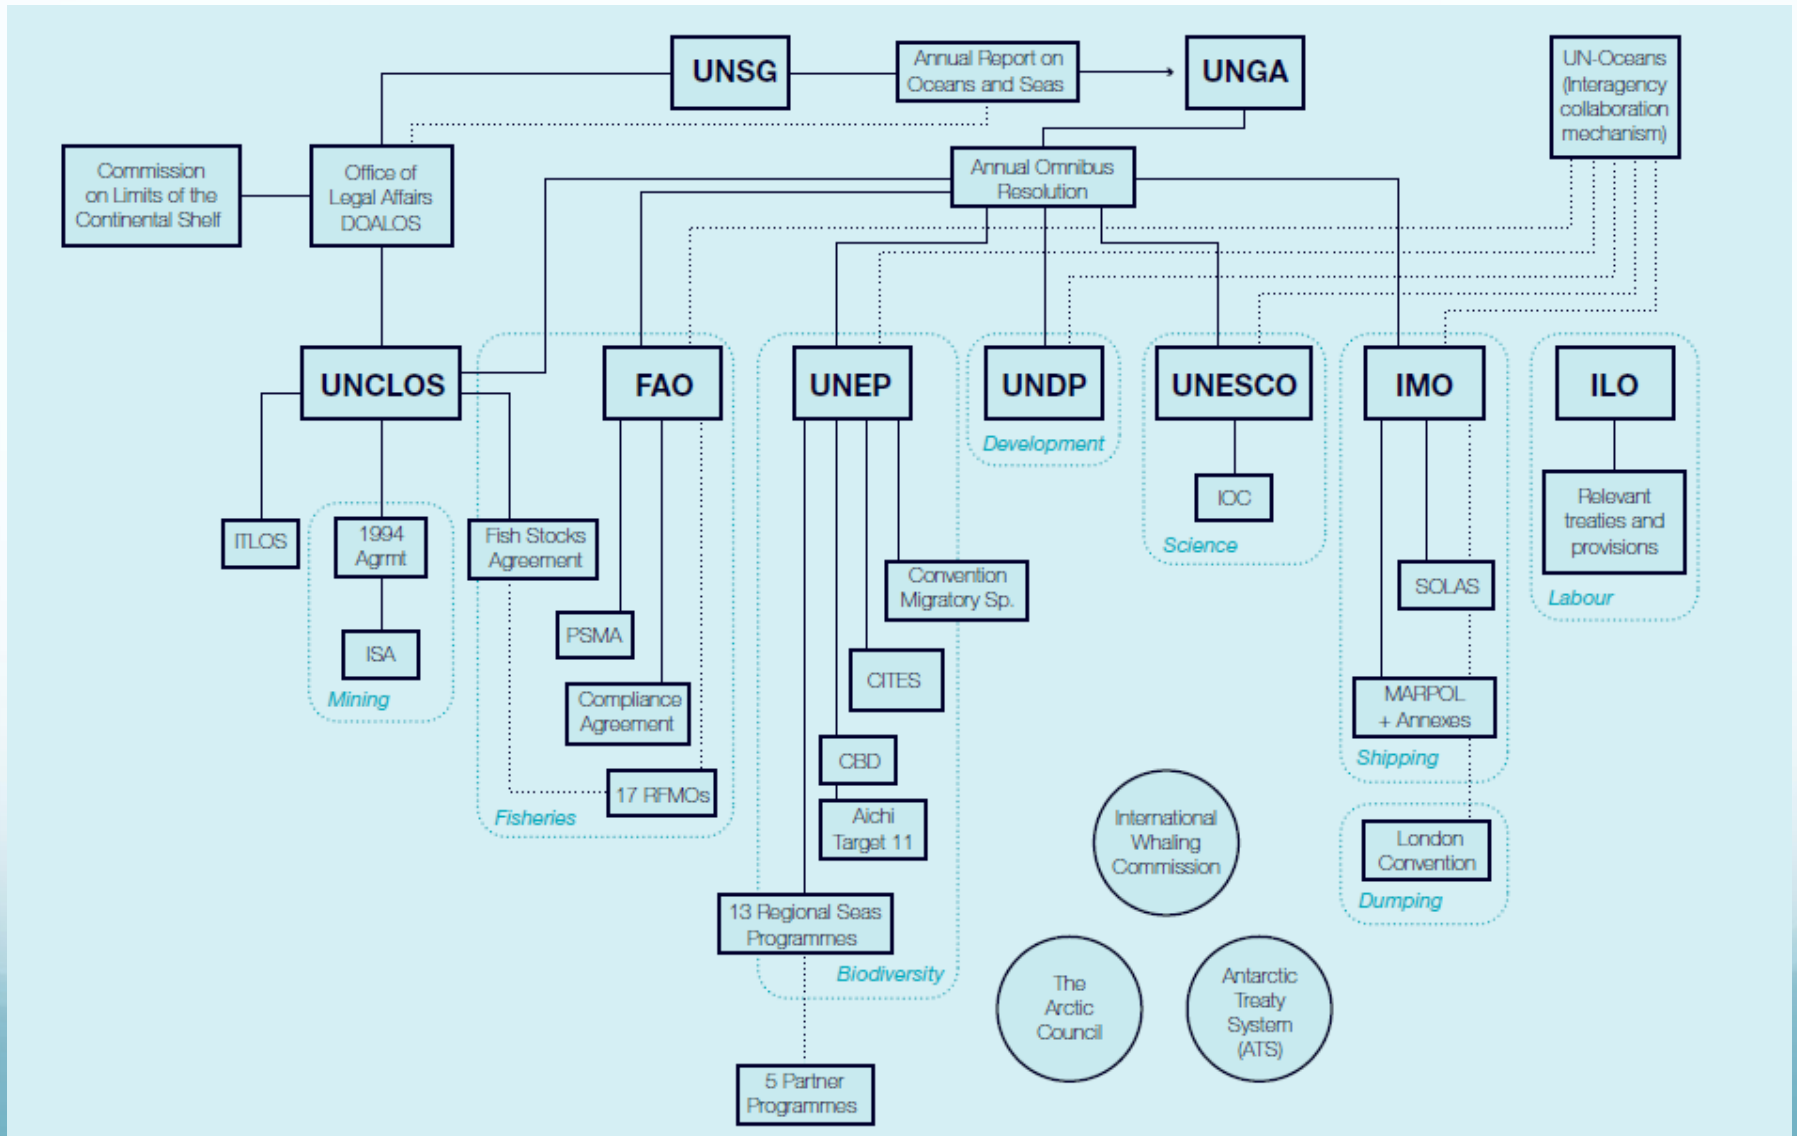 UNSG
Annual Report on
Oceans and Seas
UNGA
UN-Oceans
(Interagency
collaboration
mechanism)
Commission
on Limits of the
Continental Shelf
Office of
Legal Affairs
DOALOS
Annual Omnibus
Resolution
UNCLOS
FAO
UNEP
UNDP
Development
UNESCO
IMO
ILO
ITLOS
1994
Agrmt
ISA
Mining
Fish Stocks
Agreement
PSMA
Compliance
Agreement
17 RFMOs
Fisheries
Convention
Migratory Sp.
CITES
CBD
Aichi
Target 11
13 Regional Seas
Programmes
Biodiversity
5 Partner
Programmes
IOC
Science
SOLAS
MARPOL
+ Annexes
Shipping
London
Convention
Dumping
Relevant
treaties and
provisions
Labour
International
Whaling
Commission
The
Arctic
Council
Antarctic
Treaty
System
(ATS)